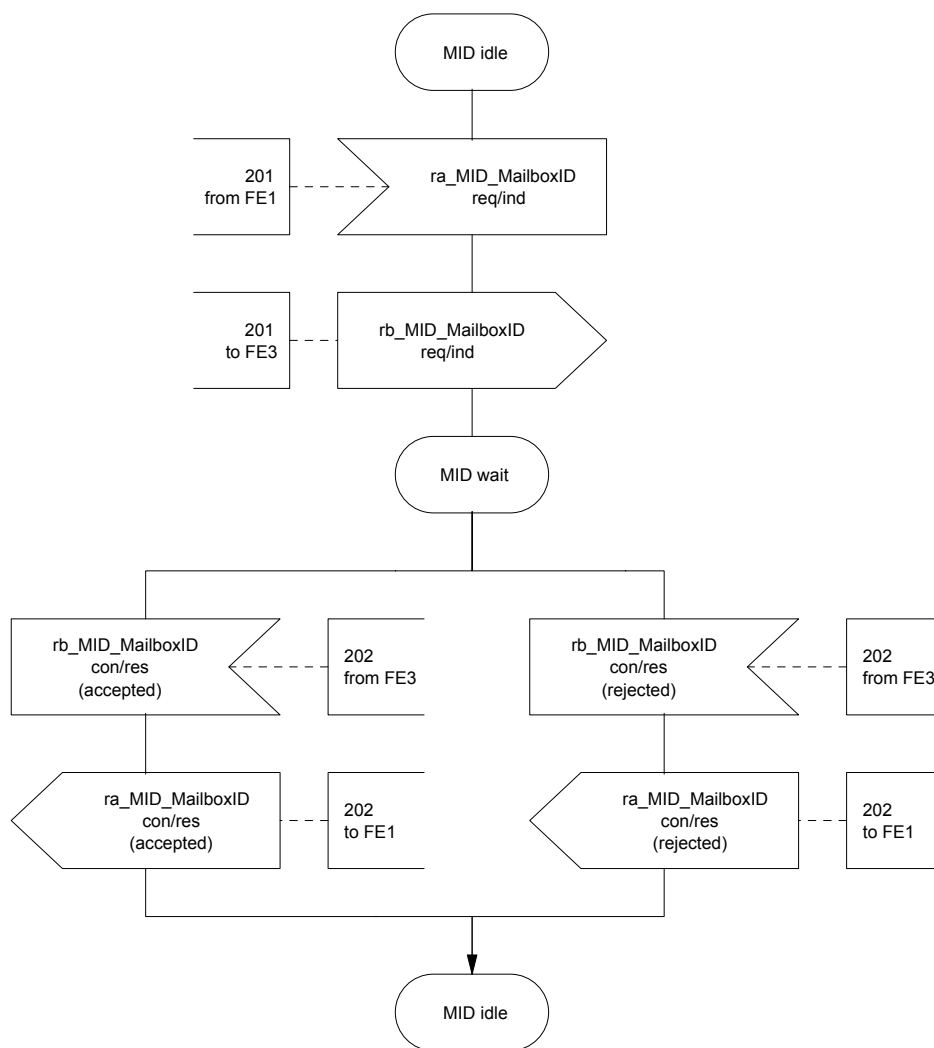 MID idle
201
from FE1
ra_MID_MailboxID
req/ind
201
to FE3
rb_MID_MailboxID
req/ind
MID wait
rb_MID_MailboxID
con/res
(accepted)
202
from FE3
rb_MID_MailboxID
con/res
(rejected)
202
from FE3
ra_MID_MailboxID
con/res
(accepted)
202
to FE1
ra_MID_MailboxID
con/res
(rejected)
202
to FE1
MID idle